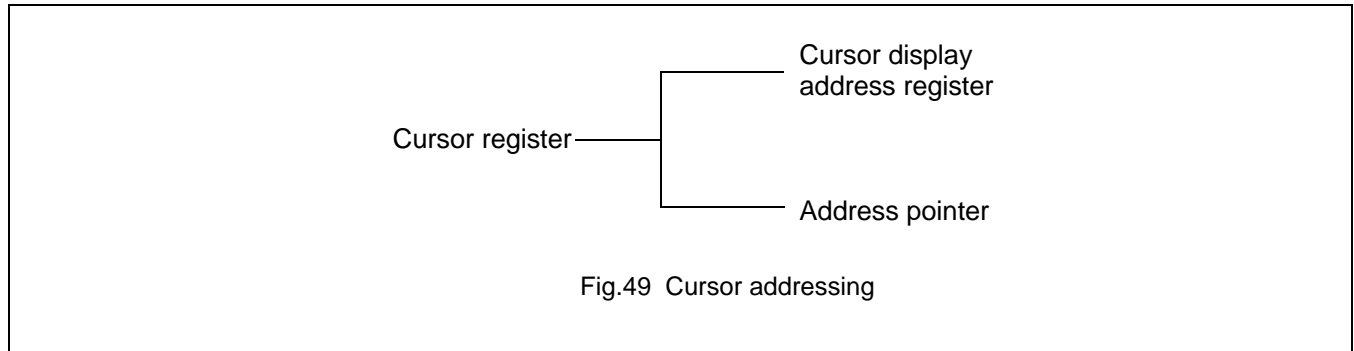 Cursor display
address register
Cursor register
Address pointer
Fig.49 Cursor addressing